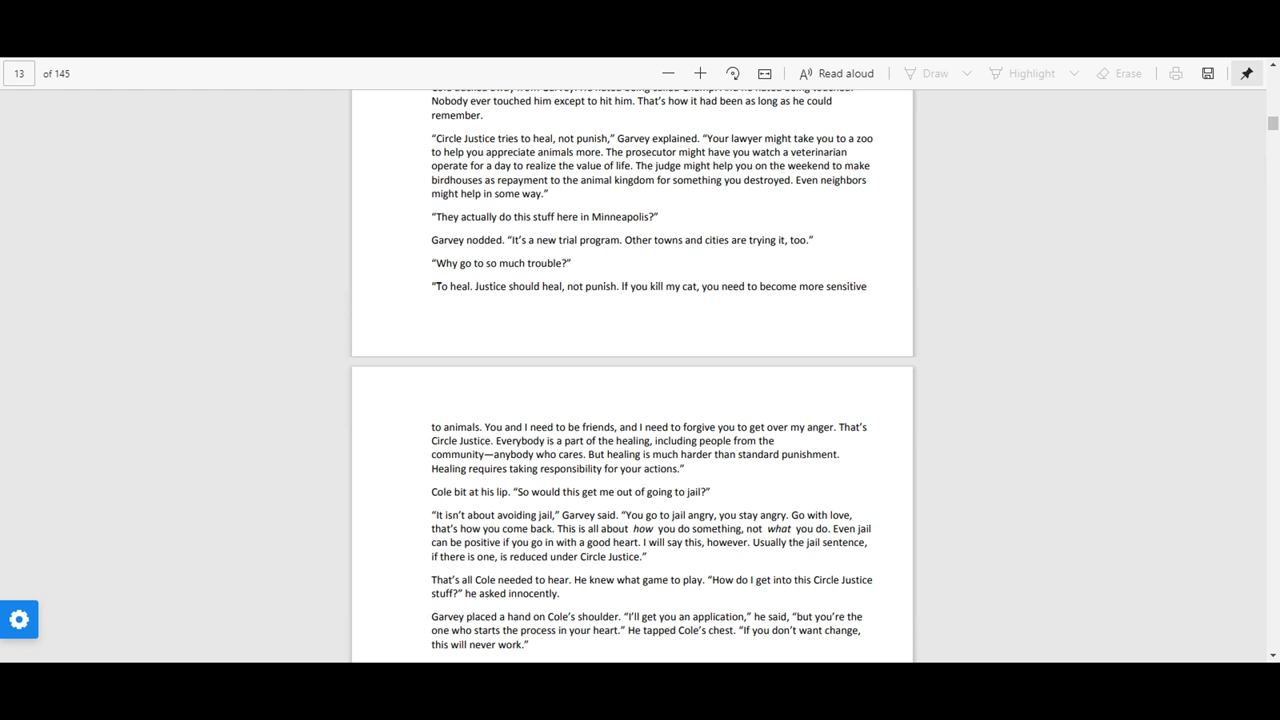 13 of 145
Read aloud
Draw
Highlight
Erase
Nobody ever touched him except to hit him. That’s how it had been as long as he could
remember.
“Circle Justice tries to heal, not punish,” Garvey explained. “Your lawyer might take you to a zoo
to help you appreciate animals more. The prosecutor might have you watch a veterinarian
operate for a day to realize the value of life. The judge might help you on the weekend to make
birdhouses as repayment to the animal kingdom for something you destroyed. Even neighbors
might help in some way.”
“They actually do this stuff here in Minneapolis?”
Garvey nodded. “It’s a new trial program. Other towns and cities are trying it, too.”
“Why go to so much trouble?”
“To heal. Justice should heal, not punish. If you kill my cat, you need to become more sensitive
to animals. You and I need to be friends, and I need to forgive you to get over my anger. That’s
Circle Justice. Everybody is a part of the healing, including people from the
community—anybody who cares. But healing is much harder than standard punishment.
Healing requires taking responsibility for your actions.”
Cole bit at his lip. “So would this get me out of going to jail?”
“It isn’t about avoiding jail,” Garvey said. “You go to jail angry, you stay angry. Go with love,
that’s how you come back. This is all about how you do something, not what you do. Even jail
can be positive if you go in with a good heart. I will say this, however. Usually the jail sentence,
if there is one, is reduced under Circle Justice.”
That’s all Cole needed to hear. He knew what game to play. “How do I get into this Circle Justice
stuff?” he asked innocently.
Garvey placed a hand on Cole’s shoulder. “I’ll get you an application,” he said, “but you’re the
one who starts the process in your heart.” He tapped Cole’s chest. “If you don’t want change,
this will never work.”